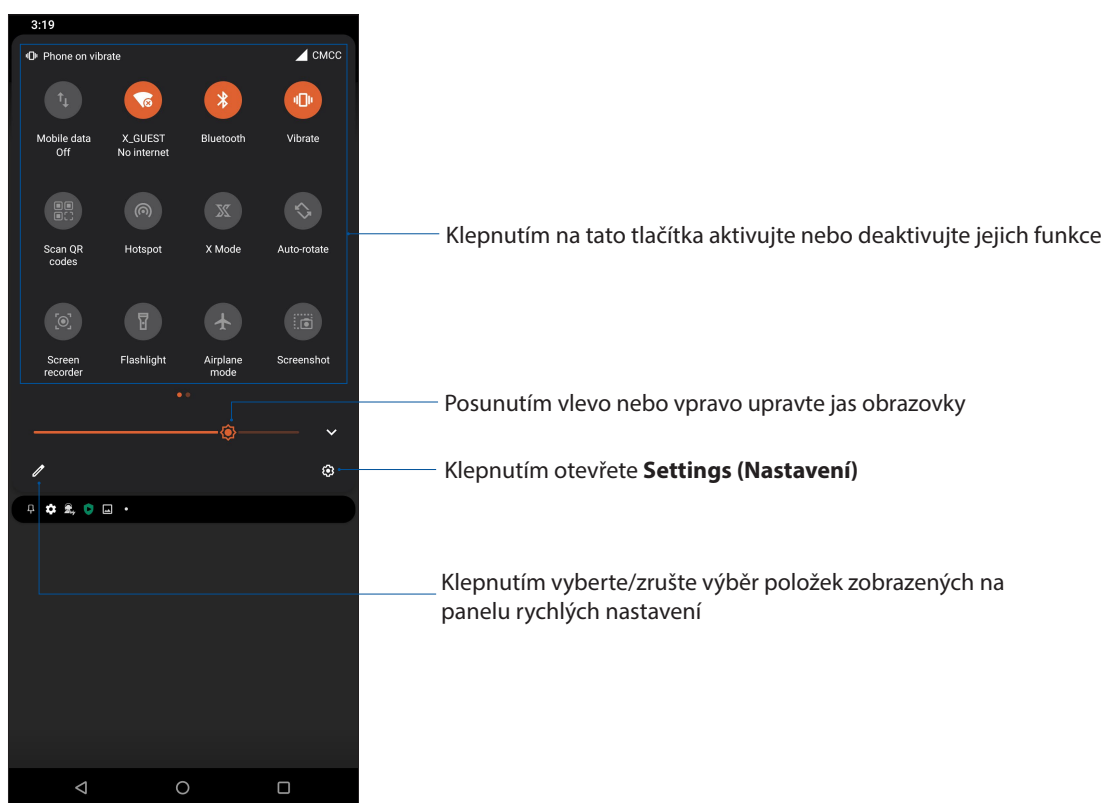 3:19
Phone on vibrate CMCC
Mobile data X_GUEST Bluetooth Vibrate
Off No internet
Scan QR Hotspot X Mode Auto-rotate
codes
Klepnutím na tato tlačítka aktivujte nebo deaktivujte jejich funkce
Screen Flashlight Airplane Screenshot
recorder mode
Posunutím vlevo nebo vpravo upravte jas obrazovky
Klepnutím otevřete Settings (Nastavení)
Klepnutím vyberte/zrušte výběr položek zobrazených na
panelu rychlých nastavení